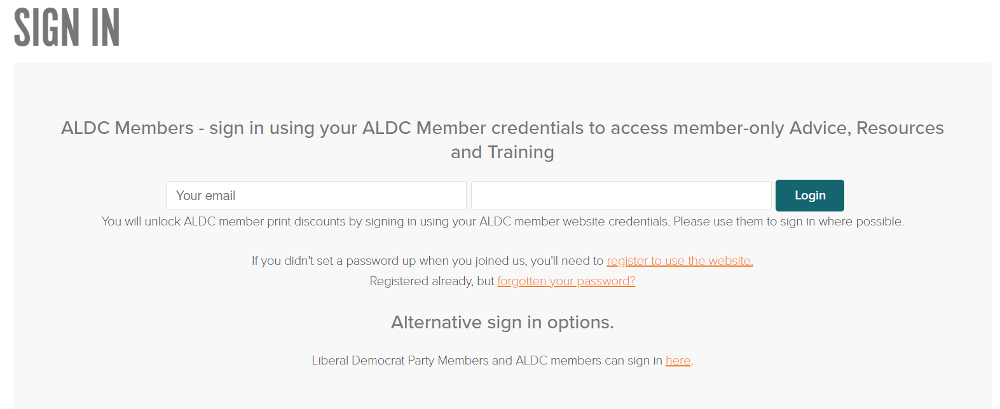 SIGN IN
ALDC Members - sign in using your ALDC Member credentials to access member-only Advice, Resources
and Training
Your email
Login
You will unlock ALDC member print discounts by signing in using your ALDC member website credentials. Please use them to sign in where possible.
If you didn't set a password up when you joined us, you'll need to register to use the website.
Registered already, but forgotten your password?
Alternative sign in options.
Liberal Democrat Party Members and ALDC members can sign in here.